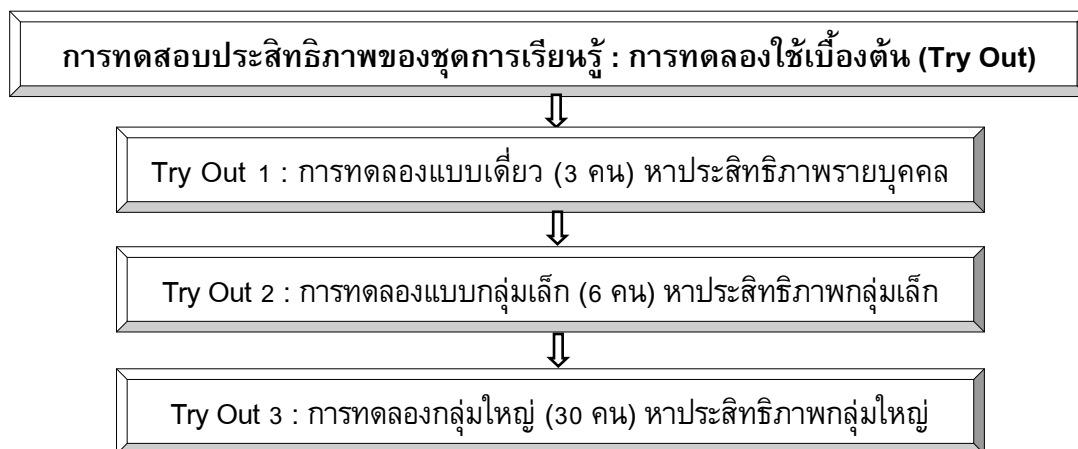 การทดสอบประสิทธิภาพของชุดการเรียนรู้ : การทดลองใช้เบื้องต้น (Try Out)
Try Out 1 : การทดลองแบบเดี่ยว (3 คน) หาประสิทธิภาพรายบุคคล
Try Out 2 : การทดลองแบบกลุ่มเล็ก (6 คน) หาประสิทธิภาพกลุ่มเล็ก
Try Out 3 : การทดลองกลุ่มใหญ่ (30 คน) หาประสิทธิภาพกลุ่มใหญ่